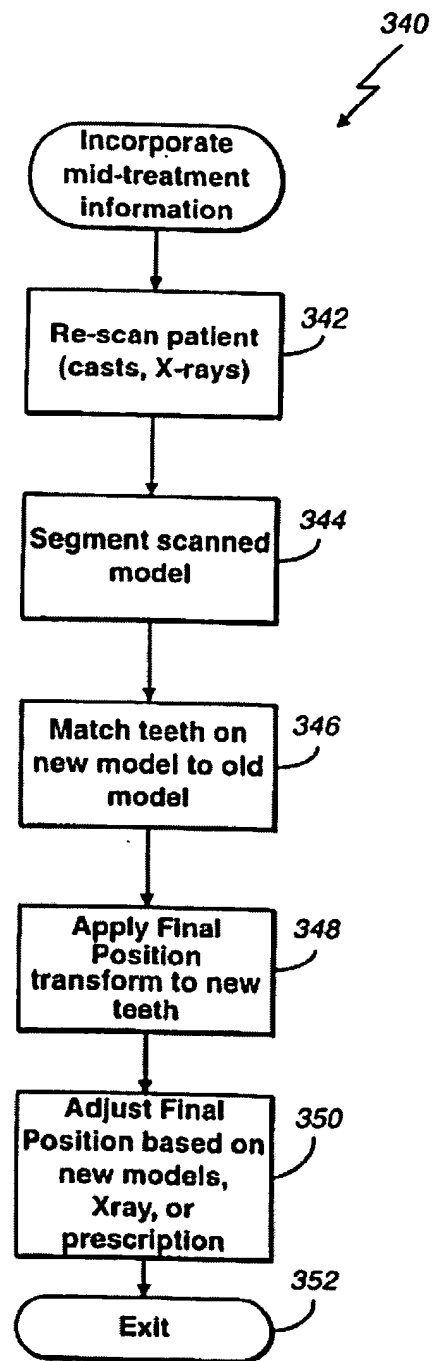 340
Incorporate
mid-treatment
information
342
Re-scan patient
(casts, X-rays)
344
Segment scanned
model
346
Match teeth on
new model to old
model
348
Apply Final
Position
transform to new
teeth
350
Adjust Final
Position based on
new models,
Xray, or
prescription
352
Exit